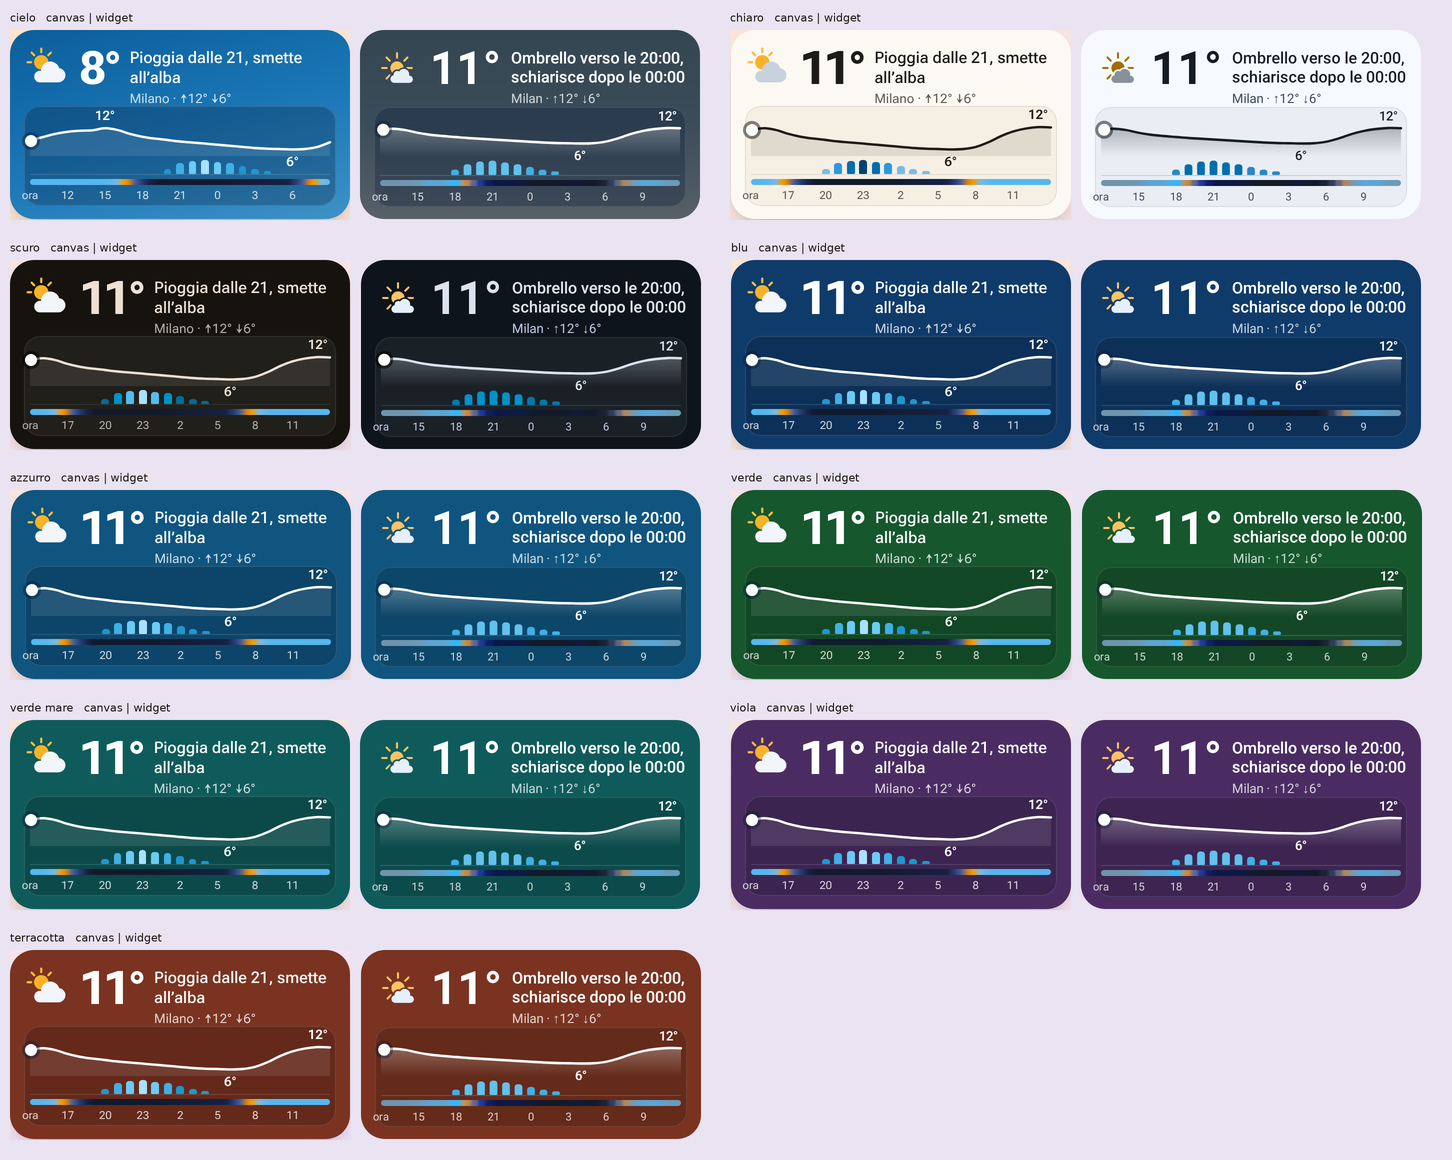 cielo canvas | widget
8°
Pioggia dalle 21, smette
all'alba
Milano · ↑12° ↓6°
12°
6°
ora 12 15 18 21 0 3 6
11°
Ombrello verso le 20:00,
schiarisce dopo le 00:00
Milan · ↑12° ↓6°
12°
6°
ora 15 18 21 0 3 6 9
chiaro canvas | widget
11°
Pioggia dalle 21, smette
all'alba
Milano · ↑12° ↓6°
12°
6°
ora 17 20 23 2 5 8 11
11°
Ombrello verso le 20:00,
schiarisce dopo le 00:00
Milan · ↑12° ↓6°
12°
6°
ora 15 18 21 0 3 6 9
scuro canvas | widget
11°
Pioggia dalle 21, smette
all'alba
Milano · ↑12° ↓6°
12°
6°
ora 17 20 23 2 5 8 11
11°
Ombrello verso le 20:00,
schiarisce dopo le 00:00
Milan · ↑12° ↓6°
12°
6°
ora 15 18 21 0 3 6 9
blu canvas | widget
11°
Pioggia dalle 21, smette
all'alba
Milano · ↑12° ↓6°
12°
6°
ora 17 20 23 2 5 8 11
11°
Ombrello verso le 20:00,
schiarisce dopo le 00:00
Milan · ↑12° ↓6°
12°
6°
ora 15 18 21 0 3 6 9
azzurro canvas | widget
11°
Pioggia dalle 21, smette
all'alba
Milano · ↑12° ↓6°
12°
6°
ora 17 20 23 2 5 8 11
11°
Ombrello verso le 20:00,
schiarisce dopo le 00:00
Milan · ↑12° ↓6°
12°
6°
ora 15 18 21 0 3 6 9
verde canvas | widget
11°
Pioggia dalle 21, smette
all'alba
Milano · ↑12° ↓6°
12°
6°
ora 17 20 23 2 5 8 11
11°
Ombrello verso le 20:00,
schiarisce dopo le 00:00
Milan · ↑12° ↓6°
12°
6°
ora 15 18 21 0 3 6 9
verde mare canvas | widget
11°
Pioggia dalle 21, smette
all'alba
Milano · ↑12° ↓6°
12°
6°
ora 17 20 23 2 5 8 11
11°
Ombrello verso le 20:00,
schiarisce dopo le 00:00
Milan · ↑12° ↓6°
12°
6°
ora 15 18 21 0 3 6 9
viola canvas | widget
11°
Pioggia dalle 21, smette
all'alba
Milano · ↑12° ↓6°
12°
6°
ora 17 20 23 2 5 8 11
11°
Ombrello verso le 20:00,
schiarisce dopo le 00:00
Milan · ↑12° ↓6°
12°
6°
ora 15 18 21 0 3 6 9
terracotta canvas | widget
11°
Pioggia dalle 21, smette
all'alba
Milano · ↑12° ↓6°
12°
6°
ora 17 20 23 2 5 8 11
11°
Ombrello verso le 20:00,
schiarisce dopo le 00:00
Milan · ↑12° ↓6°
12°
6°
ora 15 18 21 0 3 6 9